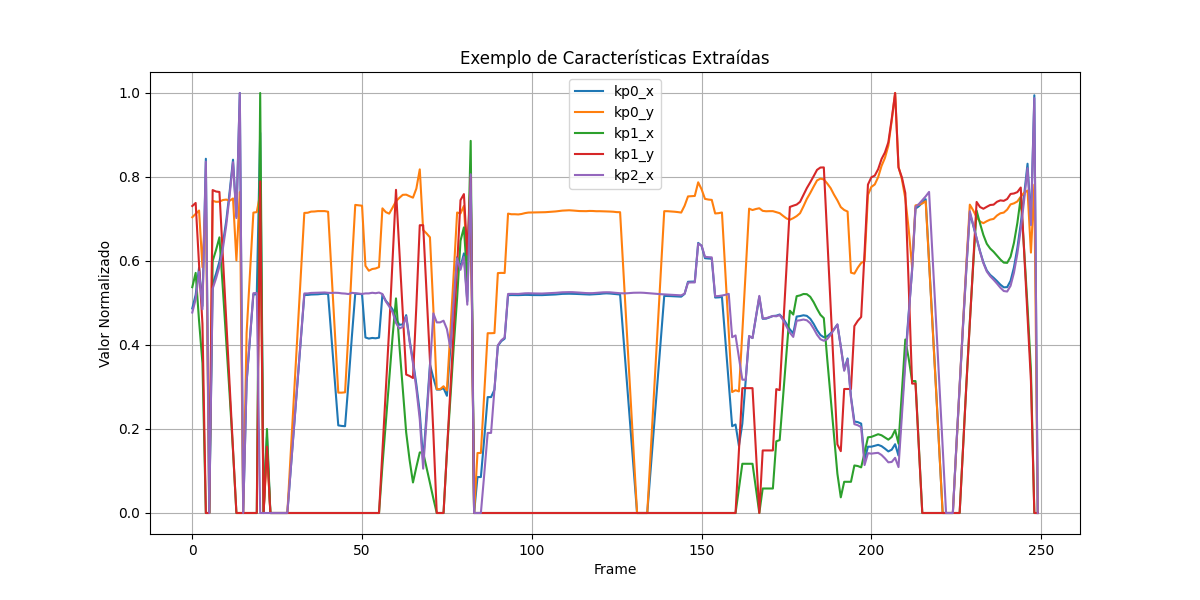 Exemplo de Características Extraídas
kp0_x
kp0_y
kp1_x
kp1_y
kp2_x
Valor Normalizado
1.0
0.8
0.6
0.4
0.2
0.0
0
50
100
150
200
250
Frame